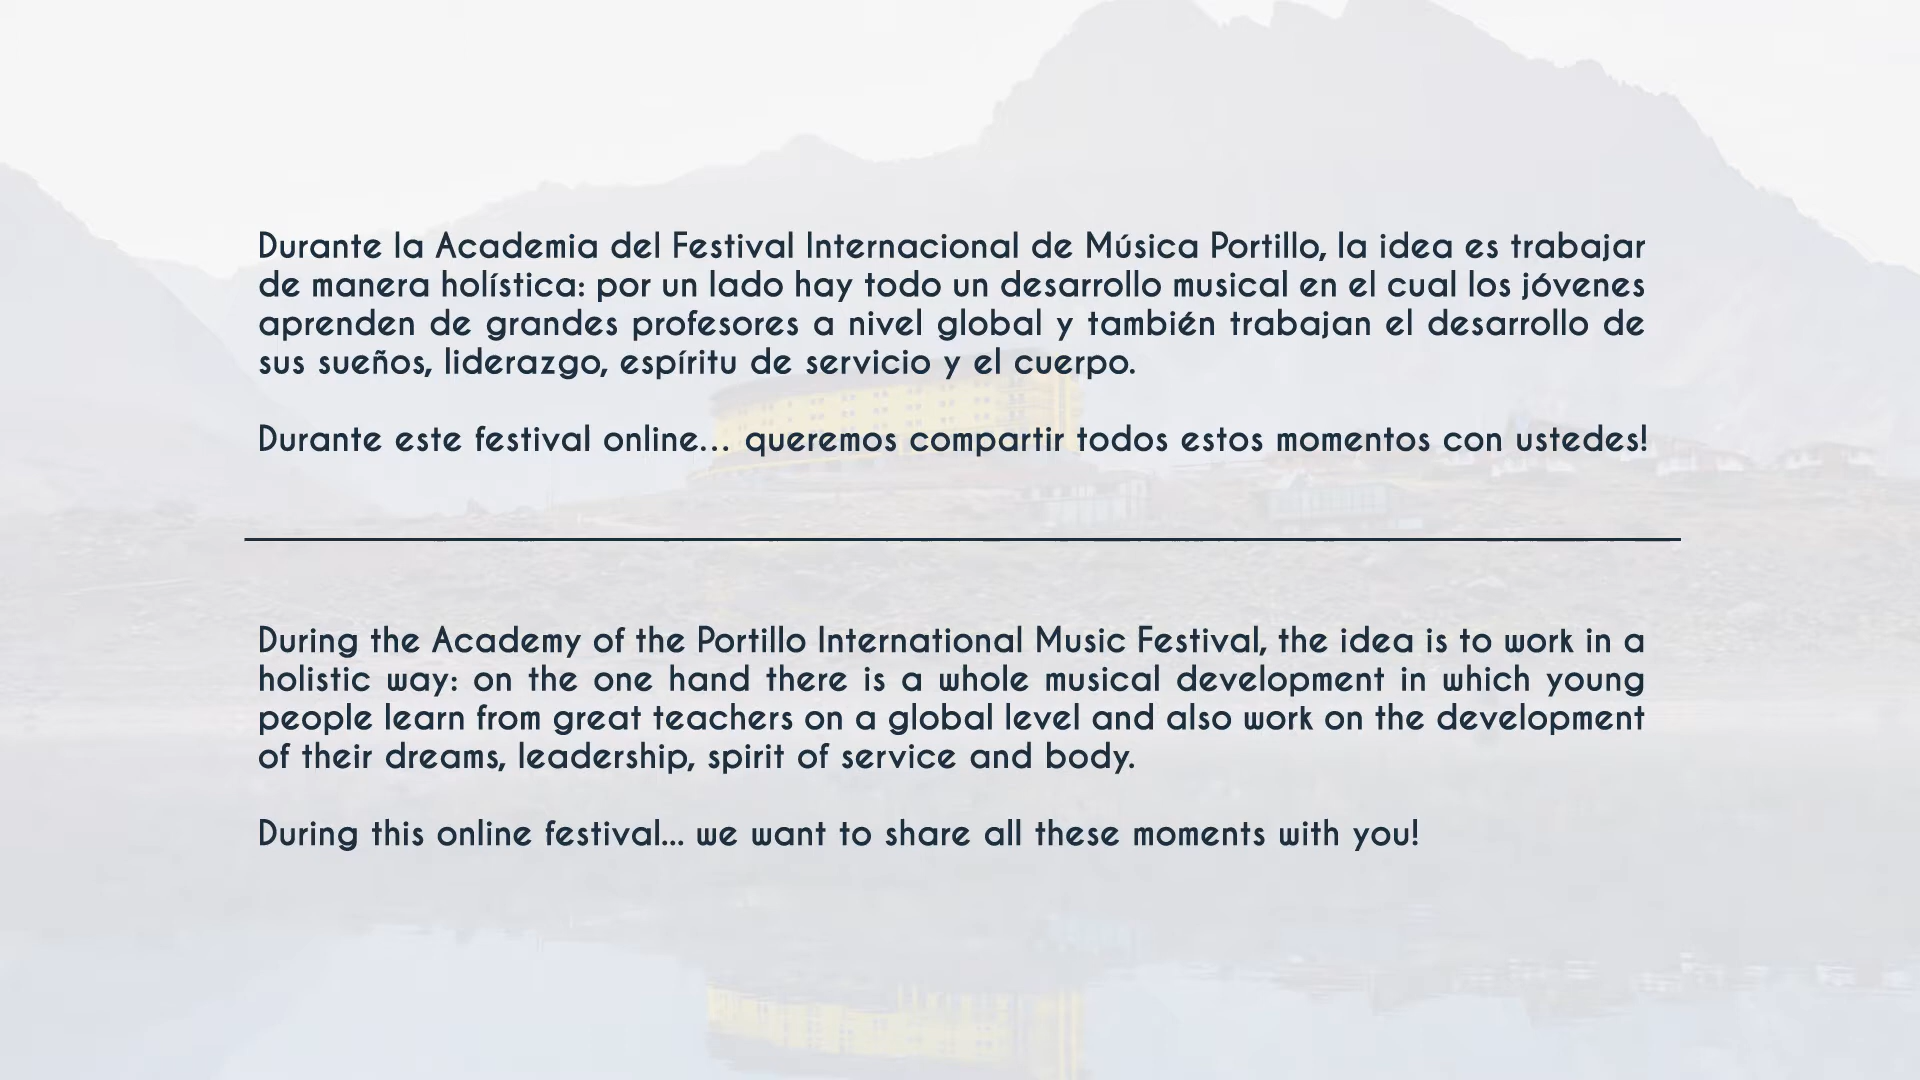 Durante la Academia del Festival Internacional de Música Portillo, la idea es trabajar
de manera holística: por un lado hay todo un desarrollo musical en el cual los jóvenes
aprenden de grandes profesores a nivel global y también trabajan el desarrollo de
sus sueños, liderazgo, espíritu de servicio y el cuerpo.
Durante este festival online... queremos compartir todos estos momentos con ustedes!
During the Academy of the Portillo International Music Festival, the idea is to work in a
holistic way: on the one hand there is a whole musical development in which young
people learn from great teachers on a global level and also work on the development
of their dreams, leadership, spirit of service and body.
During this online festival... we want to share all these moments with you!